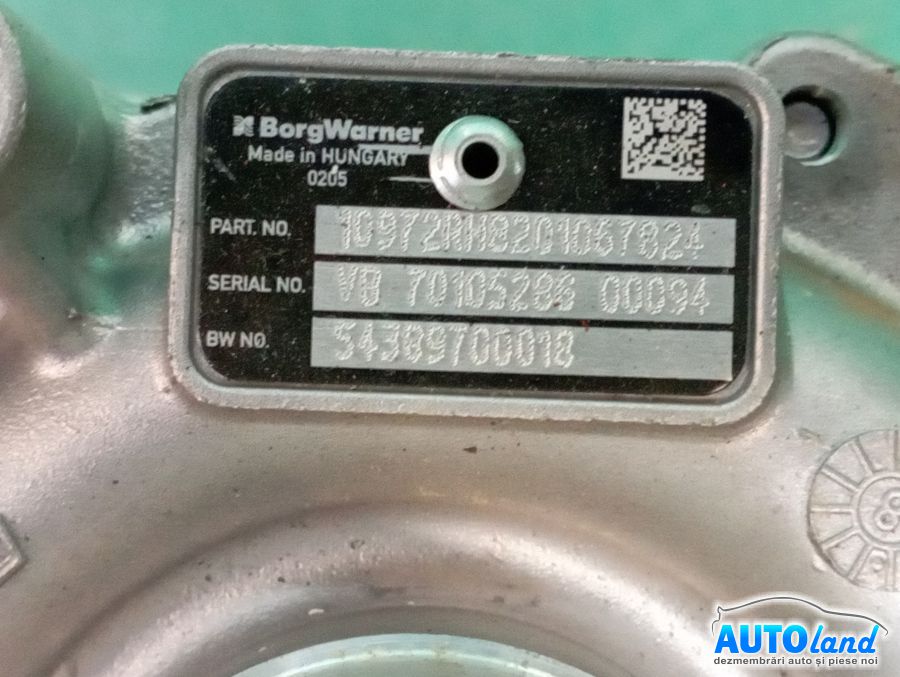 BorgWarner
Made in HUNGARY
0205
PART. NO. 10972RH8201067824
SERIAL NO. VB 70105286 00094
BW NO. 54389700018
8
AUTOland
dezmembrări auto și piese noi